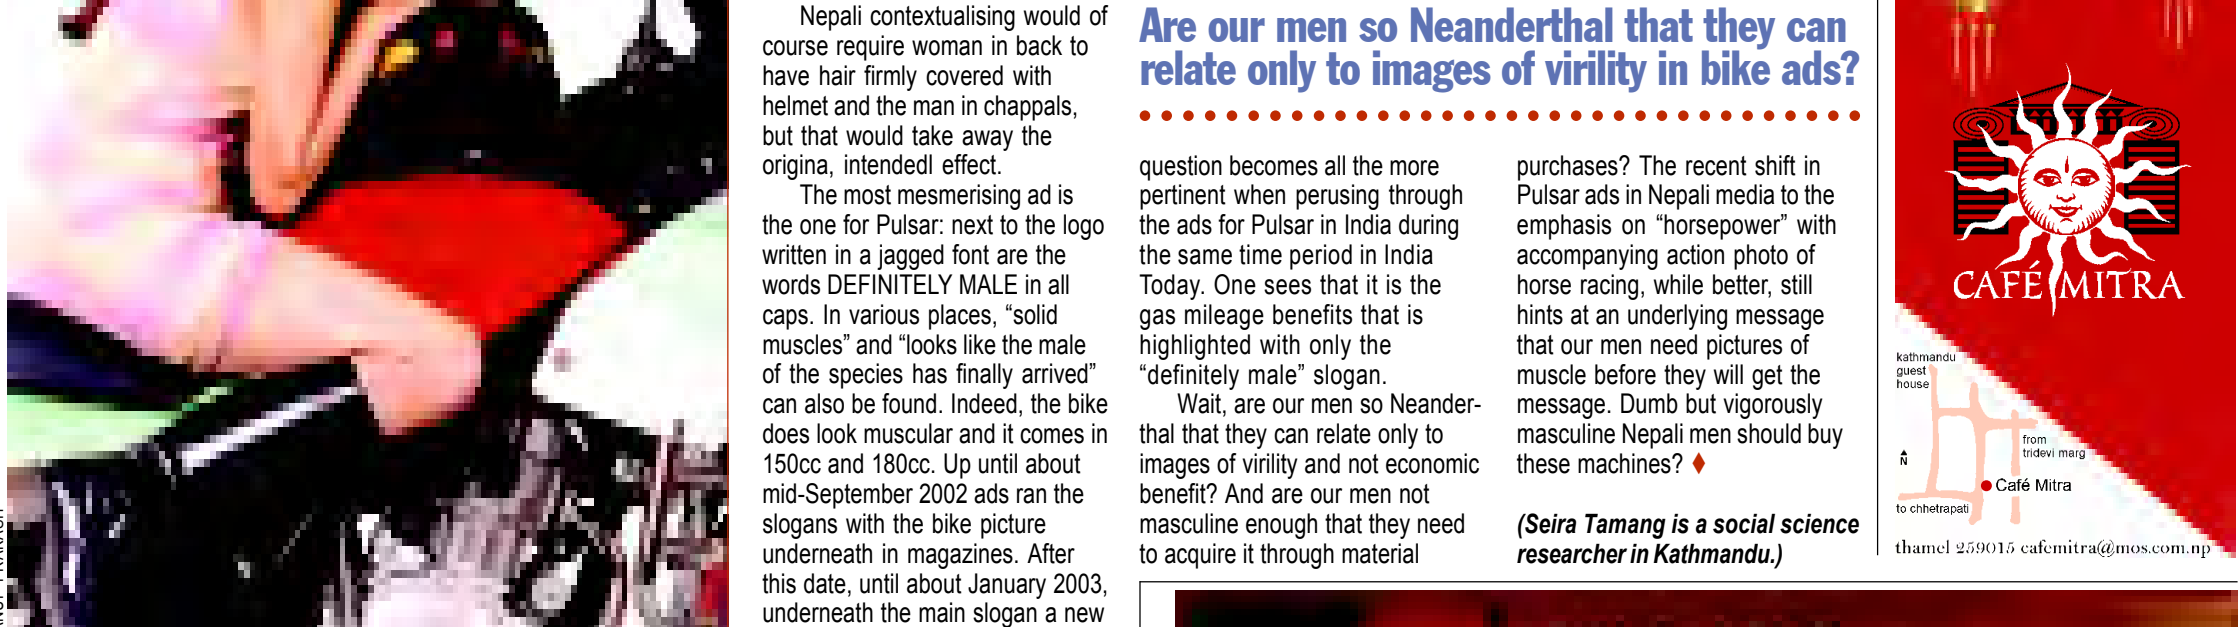 Nepali contextualising would of
course require woman in back to
have hair firmly covered with
helmet and the man in chappals,
but that would take away the
origina, intendedl effect.
The most mesmerising ad is
the one for Pulsar: next to the logo
written in a jagged font are the
words DEFINITELY MALE in all
caps. In various places, “solid
muscles” and “looks like the male
of the species has finally arrived”
can also be found. Indeed, the bike
does look muscular and it comes in
150cc and 180cc. Up until about
mid-September 2002 ads ran the
slogans with the bike picture
underneath in magazines. After
this date, until about January 2003,
underneath the main slogan a new
Are our men so Neanderthal that they can
relate only to images of virility in bike ads?
question becomes all the more
pertinent when perusing through
the ads for Pulsar in India during
the same time period in India
Today. One sees that it is the
gas mileage benefits that is
highlighted with only the
“definitely male” slogan.
Wait, are our men so Neander-
thal that they can relate only to
images of virility and not economic
benefit? And are our men not
masculine enough that they need
to acquire it through material
purchases? The recent shift in
Pulsar ads in Nepali media to the
emphasis on “horsepower” with
accompanying action photo of
horse racing, while better, still
hints at an underlying message
that our men need pictures of
muscle before they will get the
message. Dumb but vigorously
masculine Nepali men should buy
these machines?
(Seira Tamang is a social science
researcher in Kathmandu.)
CAFÉ MITRA
kathmandu
guest
house
from
tridevi marg
N
Café Mitra
to chhetrapati
thamel 259015 cafemitra@mos.com.np